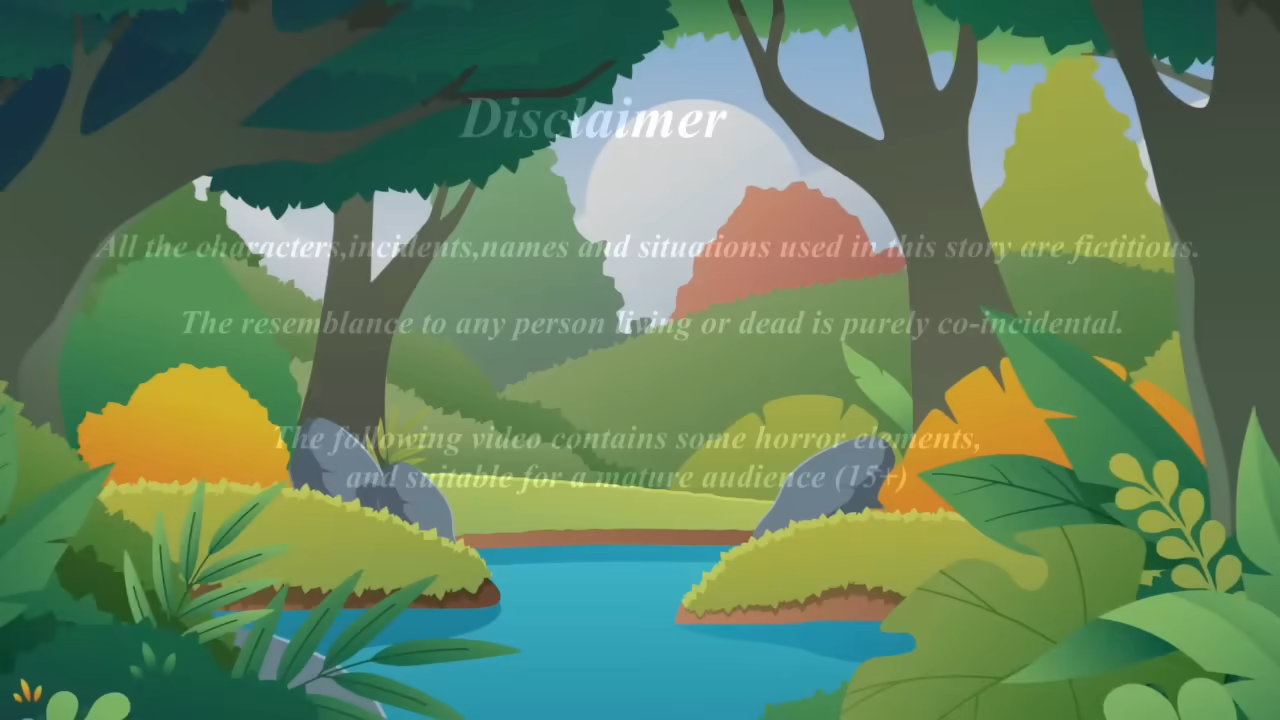 Disclaimer
All the characters,incidents,names and situations used in this story are fictitious.
The resemblance to any person living or dead is purely co-incidental.
The following video contains some horror elements,
and suitable for a mature audience (15+)